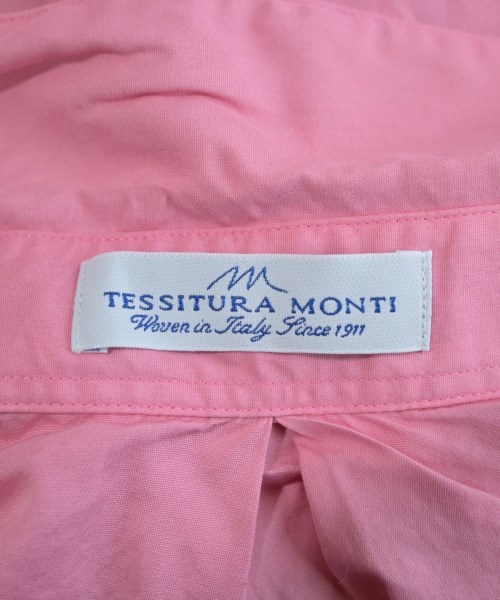 TESSITURA MONTI
Woven in Italy Since 1911